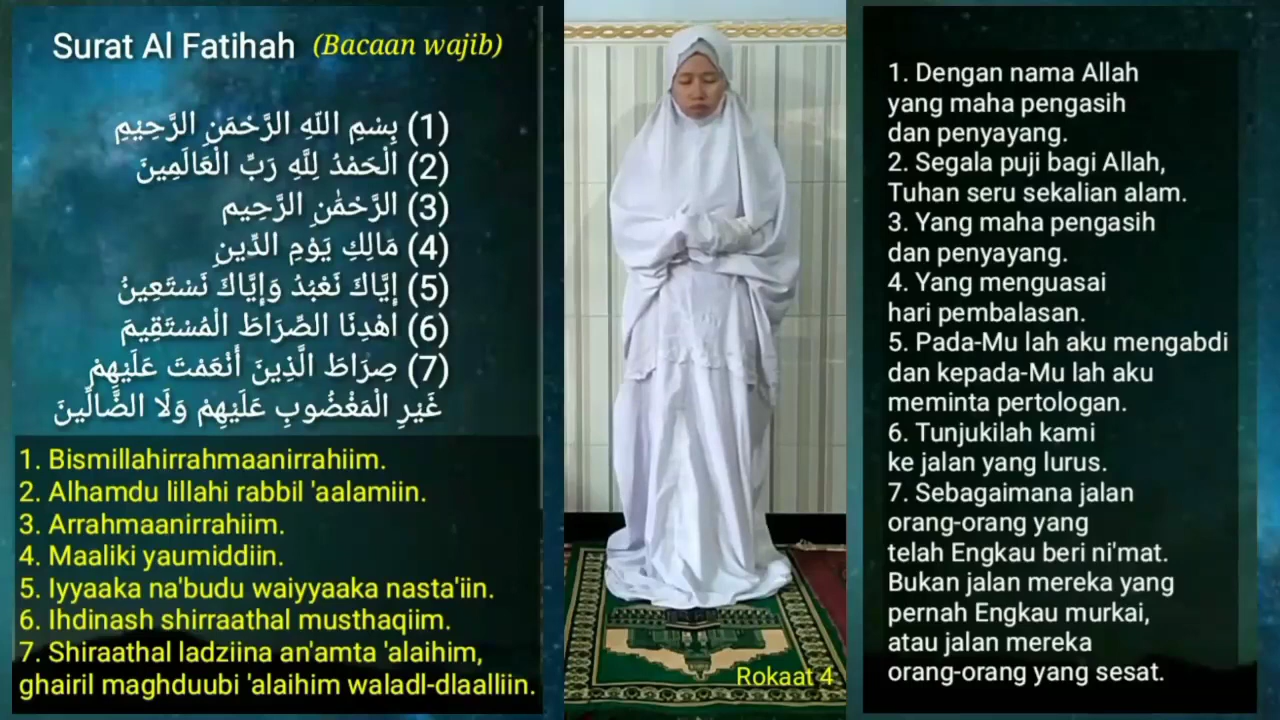 Surat Al Fatihah (Bacaan wajib)
(1) بِسْمِ اللّهِ الرَّحْمَنِ الرَّحِيْمِ
(2) الْحَمْدُ لِلَّهِ رَبِّ الْعَالَمِينَ
(3) الرَّحْمٰنِ الرَّحِيم
(4) مَالِكِ يَوْمِ الدِّينِ
(5) إِيَّاكَ نَعْبُدُ وَإِيَّاكَ نَسْتَعِينُ
(6) اهْدِنَا الصِّرَاطَ الْمُسْتَقِيمَ
(7) صِرَاطَ الَّذِينَ أَنْعَمْتَ عَلَيْهِمْ
غَيْرِ الْمَغْضُوبِ عَلَيْهِمْ وَلَا الضَّالِّينَ
1. Bismillahirrahmaanirrahiim.
2. Alhamdu lillahi rabbil 'aalamiin.
3. Arrahmaanirrahiim.
4. Maaliki yaumiddiin.
5. Iyyaaka na'budu waiyyaaka nasta'iin.
6. Ihdinash shirraathal musthaqiim.
7. Shiraathal ladziina an'amta 'alaihim,
ghairil maghduubi 'alaihim waladl-dlaalliin.
Rokaat 4
1. Dengan nama Allah
yang maha pengasih
dan penyayang.
2. Segala puji bagi Allah,
Tuhan seru sekalian alam.
3. Yang maha pengasih
dan penyayang.
4. Yang menguasai
hari pembalasan.
5. Pada-Mu lah aku mengabdi
dan kepada-Mu lah aku
meminta pertologan.
6. Tunjukilah kami
ke jalan yang lurus.
7. Sebagaimana jalan
orang-orang yang
telah Engkau beri ni'mat.
Bukan jalan mereka yang
pernah Engkau murkai,
atau jalan mereka
orang-orang yang sesat.